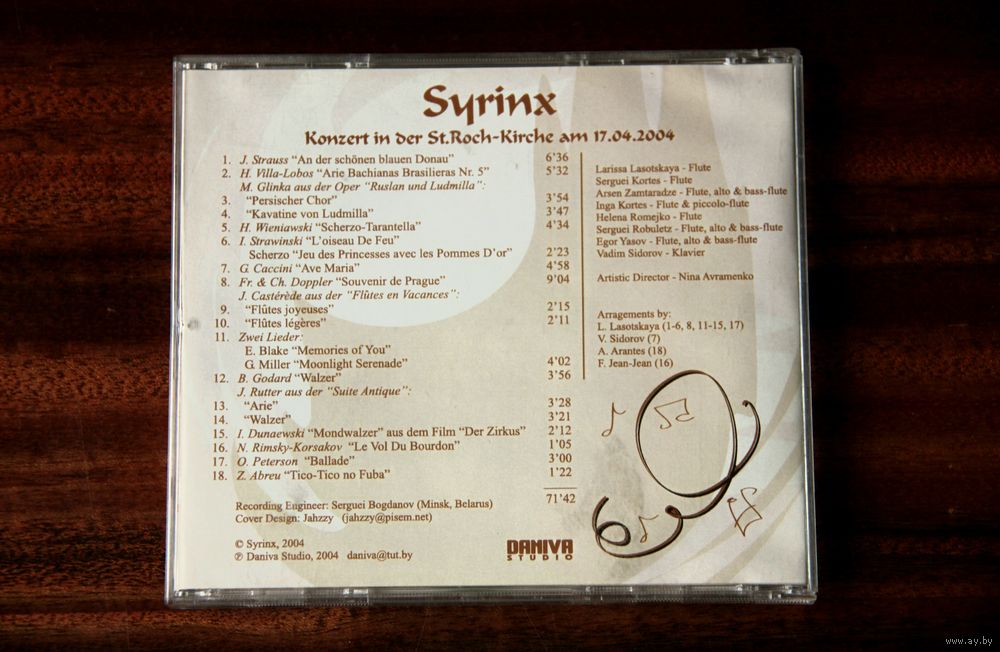 Syrinx
Konzert in der St.Roch-Kirche am 17.04.2004
1. J. Strauss “An der schönen blauen Donau” 6’36
2. H. Villa-Lobos “Arie Bachianas Brasilieras Nr. 5” 5’32
M. Glinka aus der Oper “Ruslan und Ludmilla”:
3. “Persischer Chor” 3’54
4. “Kavatine von Ludmilla” 3’47
5. H. Wieniawski “Scherzo-Tarantella” 4’34
6. I. Strawinski “L’oiseau De Feu”
Scherzo “Jeu des Princesses avec les Pommes D’or” 2’23
7. G. Caccini “Ave Maria” 4’58
8. Fr. & Ch. Doppler “Souvenir de Prague” 9’04
J. Castérède aus der “Flûtes en Vacances”:
9. “Flûtes joyeuses” 2’15
10. “Flûtes légères” 2’11
11. Zwei Lieder:
E. Blake “Memories of You”
G. Miller “Moonlight Serenade” 4’02
12. B. Godard “Walzer” 3’56
J. Rutter aus der “Suite Antique”:
13. “Arie” 3’28
14. “Walzer” 3’21
15. I. Dunaewski “Mondwalzer” aus dem Film “Der Zirkus” 2’12
16. N. Rimsky-Korsakov “Le Vol Du Bourdon” 1’05
17. O. Peterson “Ballade” 3’00
18. Z. Abreu “Tico-Tico no Fuba” 1’22
71’42
Larissa Lasotskaya - Flute
Serguei Kortes - Flute
Arsen Zamtaradze - Flute, alto & bass-flute
Inga Kortes - Flute & piccolo-flute
Helena Romejko - Flute
Serguei Robuletz - Flute, alto & bass-flute
Egor Yasov - Flute, alto & bass-flute
Vadim Sidorov - Klavier
Artistic Director - Nina Avramenko
Arragements by:
L. Lasotskaya (1-6, 8, 11-15, 17)
V. Sidorov (7)
A. Arantes (18)
F. Jean-Jean (16)
Recording Engineer: Serguei Bogdanov (Minsk, Belarus)
Cover Design: Jahzzy (jahzzy@pisem.net)
© Syrinx, 2004
℗ Daniva Studio, 2004 daniva@tut.by
DANIVA
STUDIO
www.ay.by